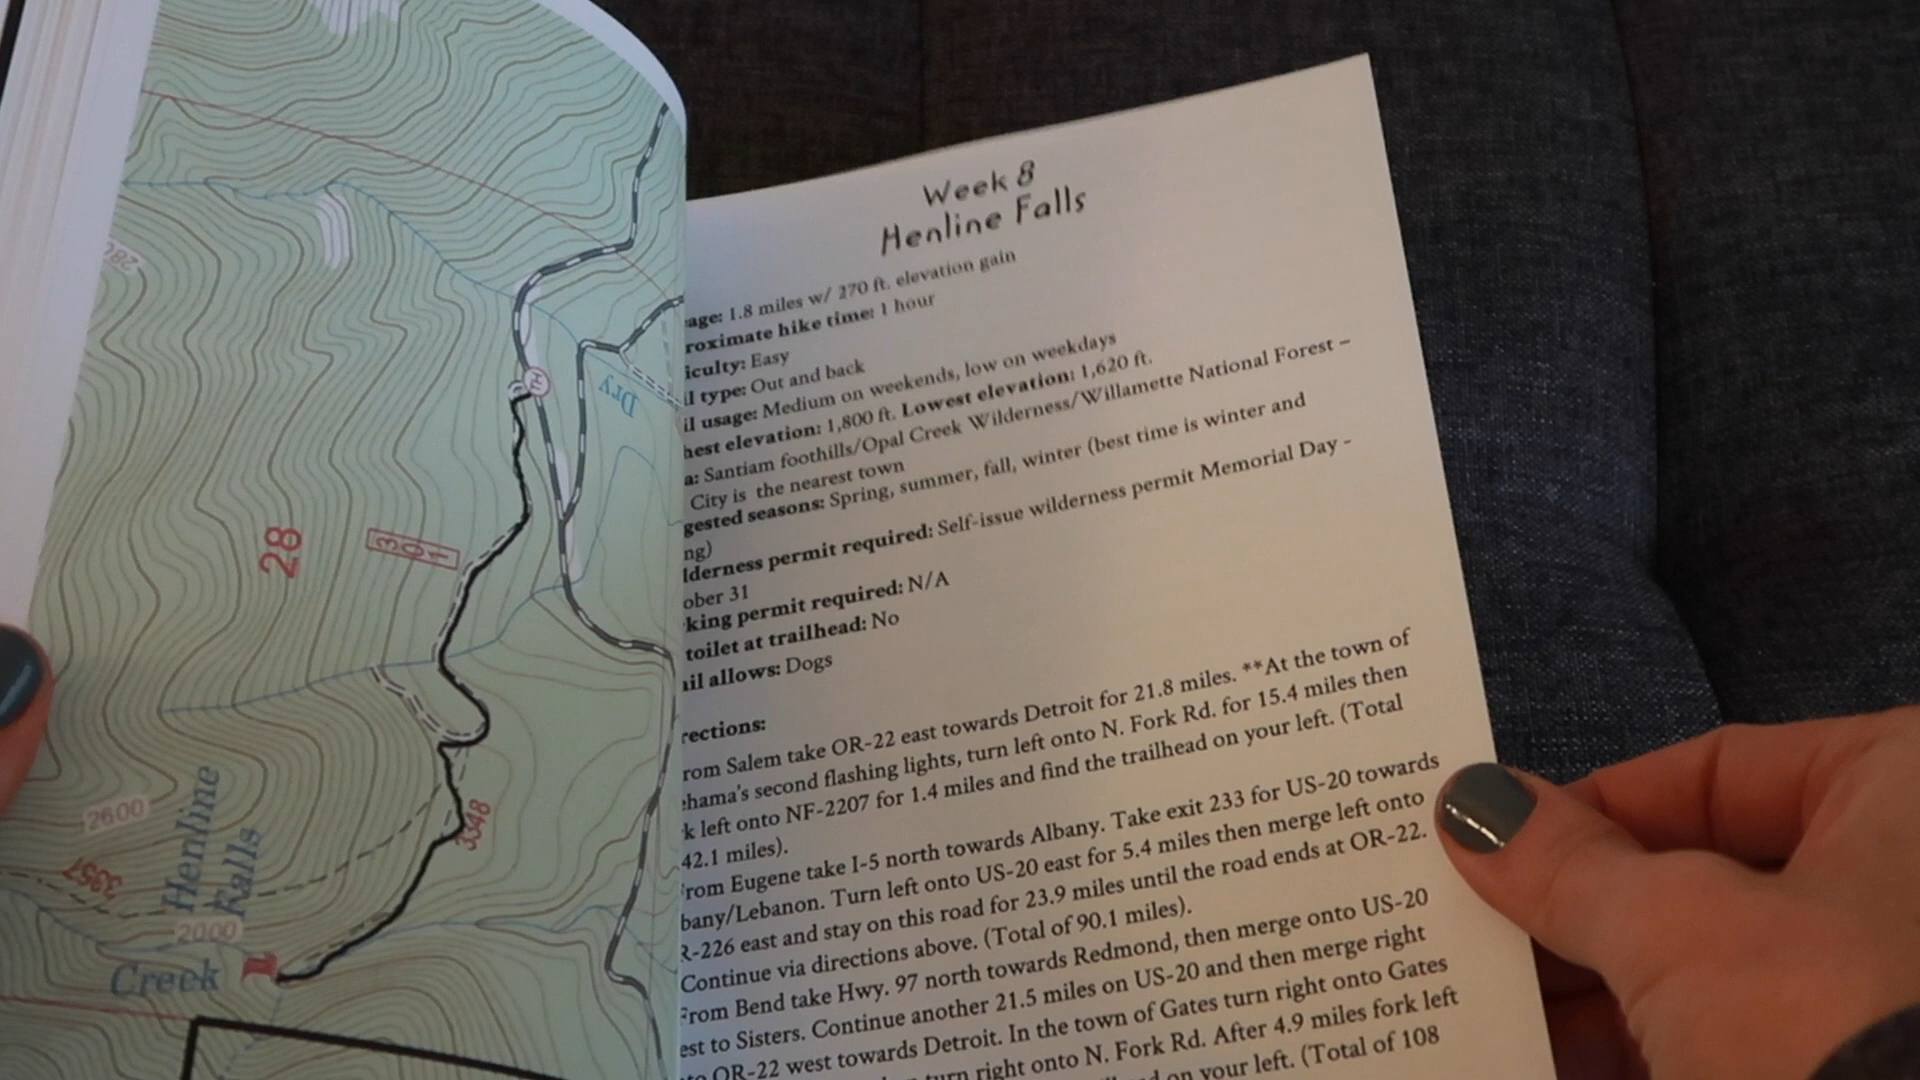 280
28
301
Dry
2600
Henline
Falls
3957
3348
2000
Creek
Week 8
Henline Falls
age: 1.8 miles w/ 270 ft. elevation gain
roximate hike time: 1 hour
iculty: Easy
il type: Out and back
il usage: Medium on weekends, low on weekdays
hest elevation: 1,800 ft. Lowest elevation: 1,620 ft.
a: Santiam foothills/Opal Creek Wilderness/Willamette National Forest –
City is the nearest town
gested seasons: Spring, summer, fall, winter (best time is winter and
ng)
lderness permit required: Self-issue wilderness permit Memorial Day -
ober 31
king permit required: N/A
toilet at trailhead: No
ail allows: Dogs
rections:
rom Salem take OR-22 east towards Detroit for 21.8 miles. **At the town of
ehama's second flashing lights, turn left onto N. Fork Rd. for 15.4 miles then
k left onto NF-2207 for 1.4 miles and find the trailhead on your left. (Total
42.1 miles).
rom Eugene take I-5 north towards Albany. Take exit 233 for US-20 towards
bany/Lebanon. Turn left onto US-20 east for 5.4 miles then merge left onto
R-226 east and stay on this road for 23.9 miles until the road ends at OR-22.
Continue via directions above. (Total of 90.1 miles).
From Bend take Hwy. 97 north towards Redmond, then merge onto US-20
est to Sisters. Continue another 21.5 miles on US-20 and then merge right
to OR-22 west towards Detroit. In the town of Gates turn right onto Gates
turn right onto N. Fork Rd. After 4.9 miles fork left
on your left. (Total of 108